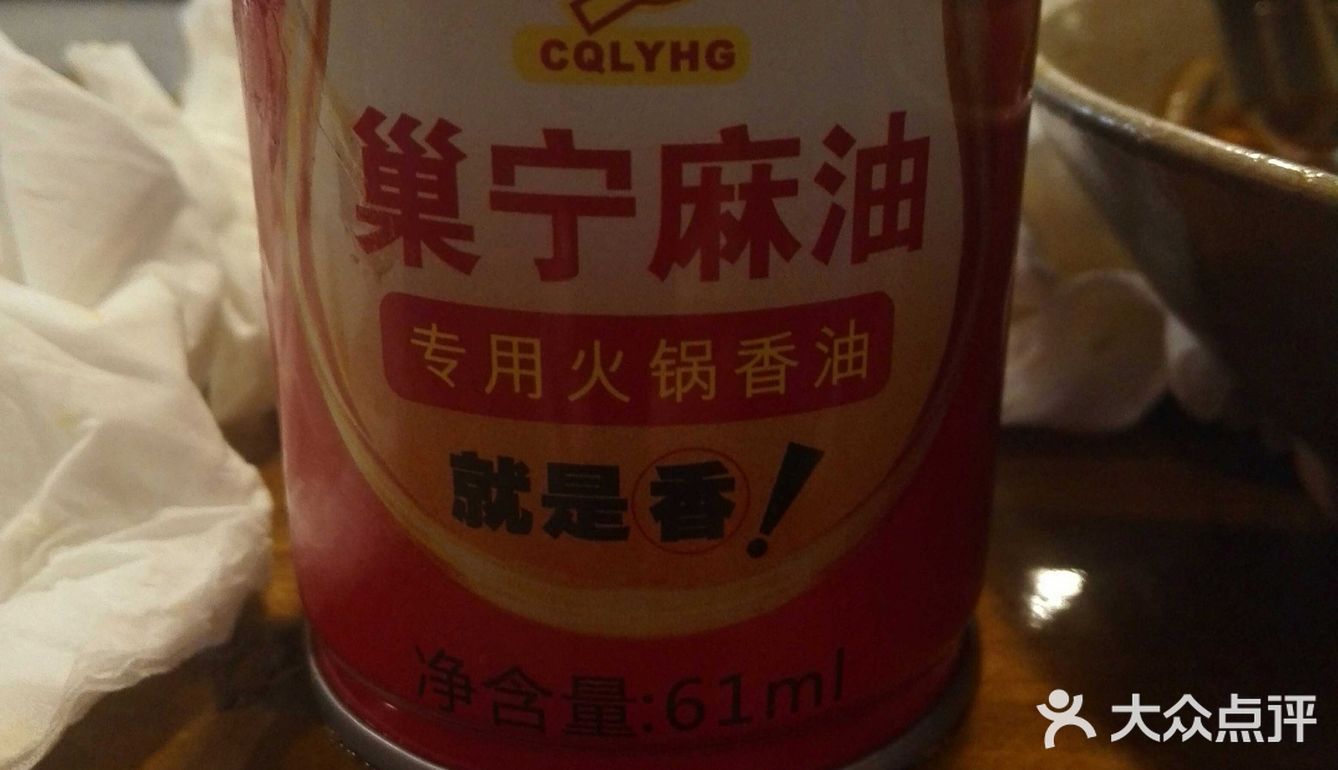 CQLYHG
巢宁麻油
专用火锅香油
就是香!
净含量:61ml
大众点评